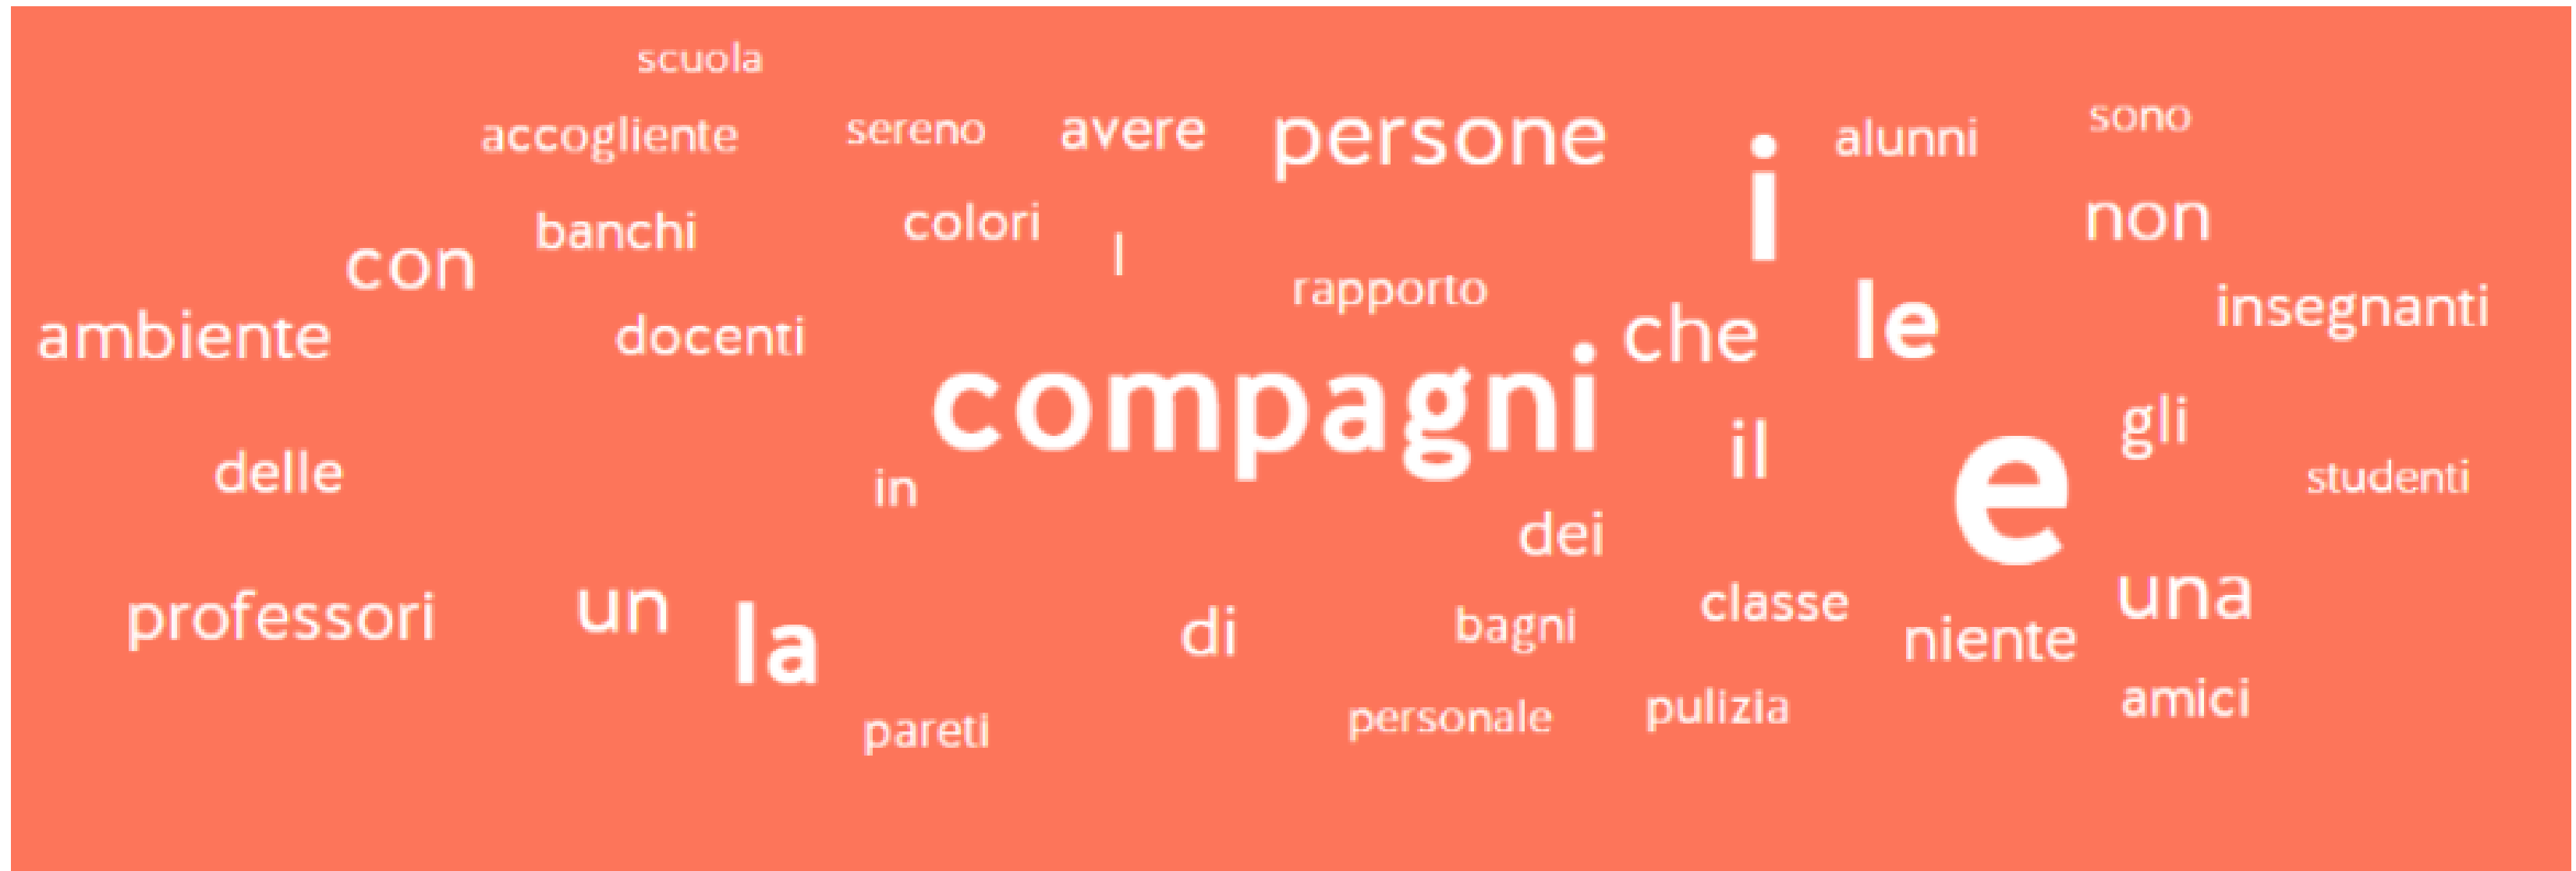 scuola
accogliente sereno avere persone i alunni sono
con banchi colori I non
ambiente docenti rapporto che le insegnanti
compagni
delle in il e gli studenti
dei
professori un la di bagni classe niente una
pareti personale pulizia amici